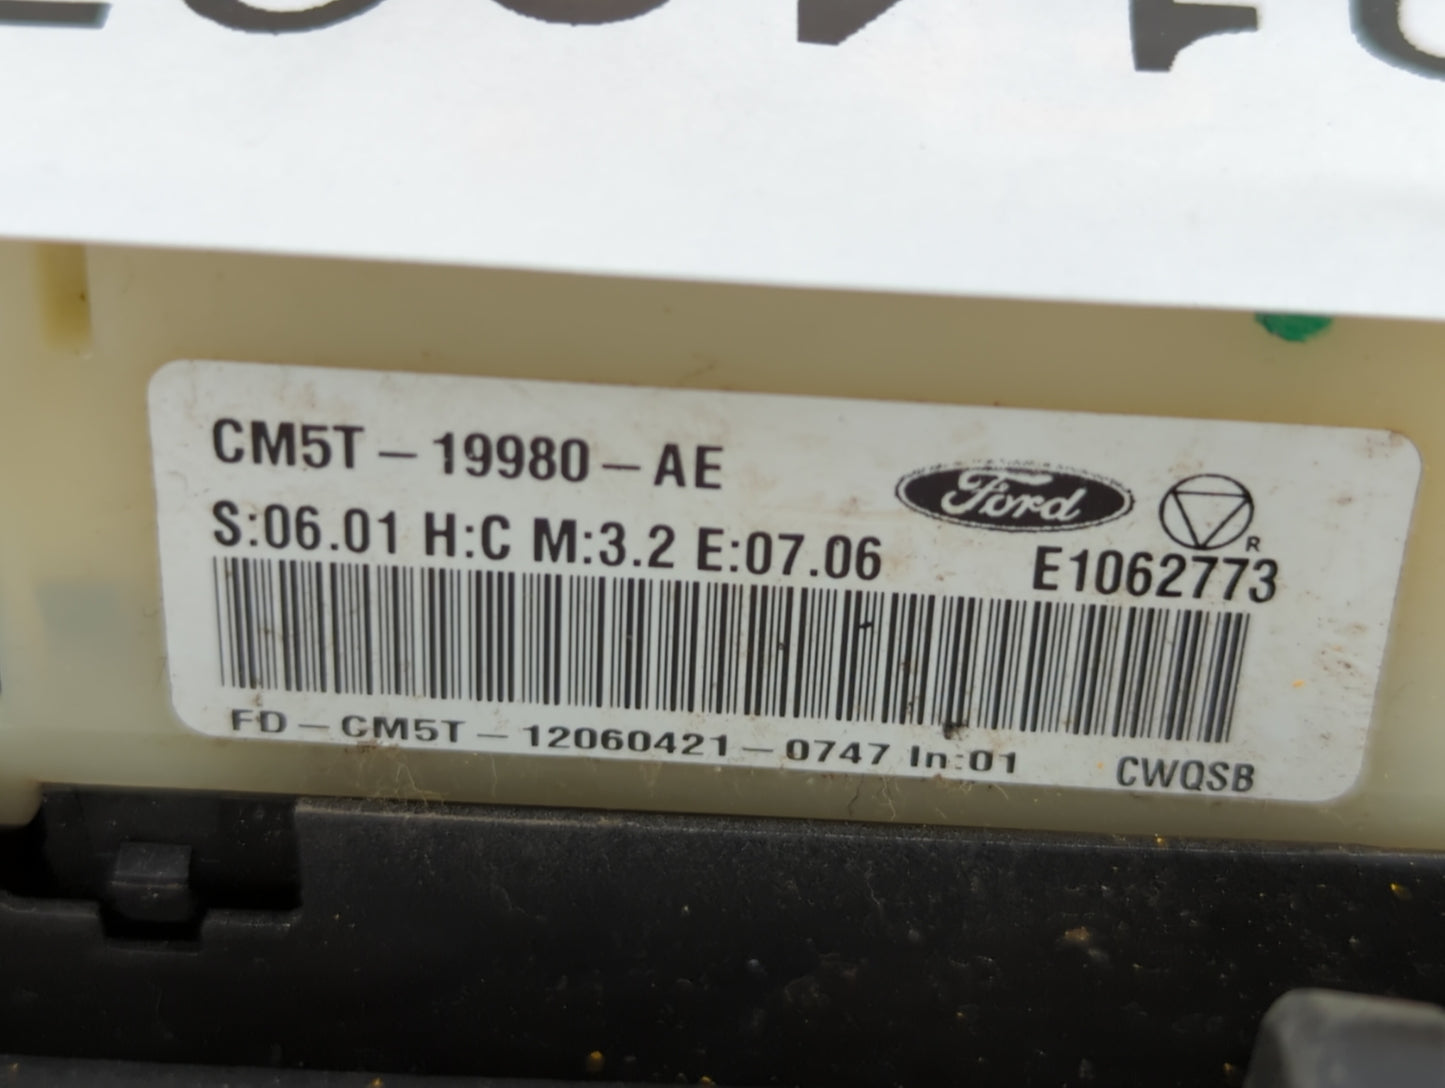 CM5T-19980-AE
Ford
S:06.01 H:C M:3.2 E:07.06
R
E1062773
FD-CM5T-12060421-0747 In:01
CWQSB